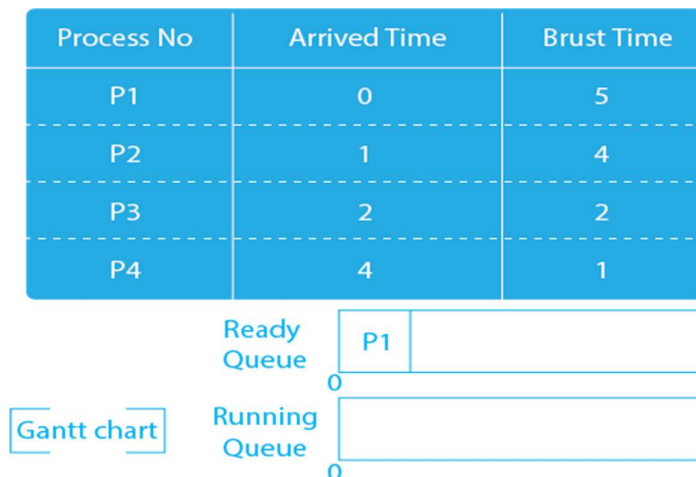 Process No Arrived Time Brust Time
P1 0 5
P2 1 4
P3 2 2
P4 4 1
Ready
Queue
P1
0
Gantt chart
Running
Queue
0